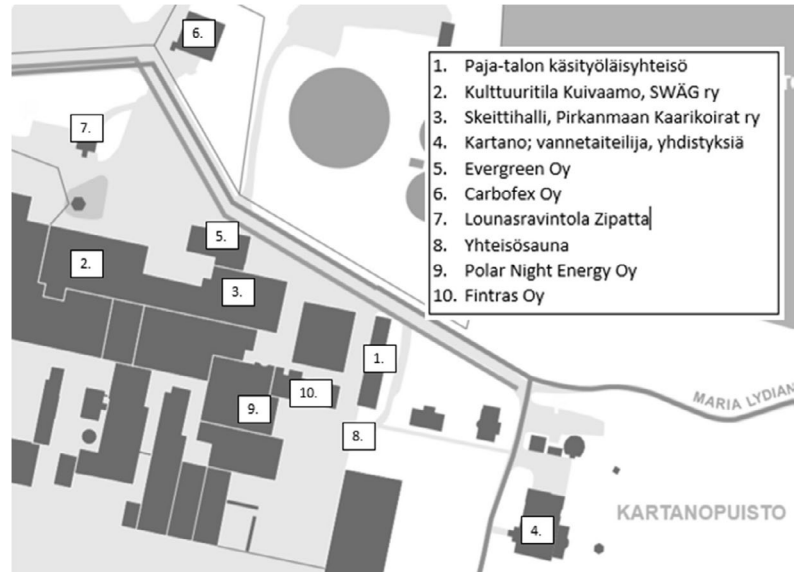 6.
7.
5.
2.
3.
1.
10.
9.
8.
4.
1. Paja-talon käsityöläisyhteisö
2. Kulttuuritila Kuivaamo, SWÄG ry
3. Skeittihalli, Pirkanmaan Kaarikoirat ry
4. Kartano; vannetaiteilija, yhdistyksiä
5. Evergreen Oy
6. Carbofex Oy
7. Lounasravintola Zipatta
8. Yhteisösauna
9. Polar Night Energy Oy
10. Fintras Oy
MARIA LYDIAN
KARTANOPUISTO